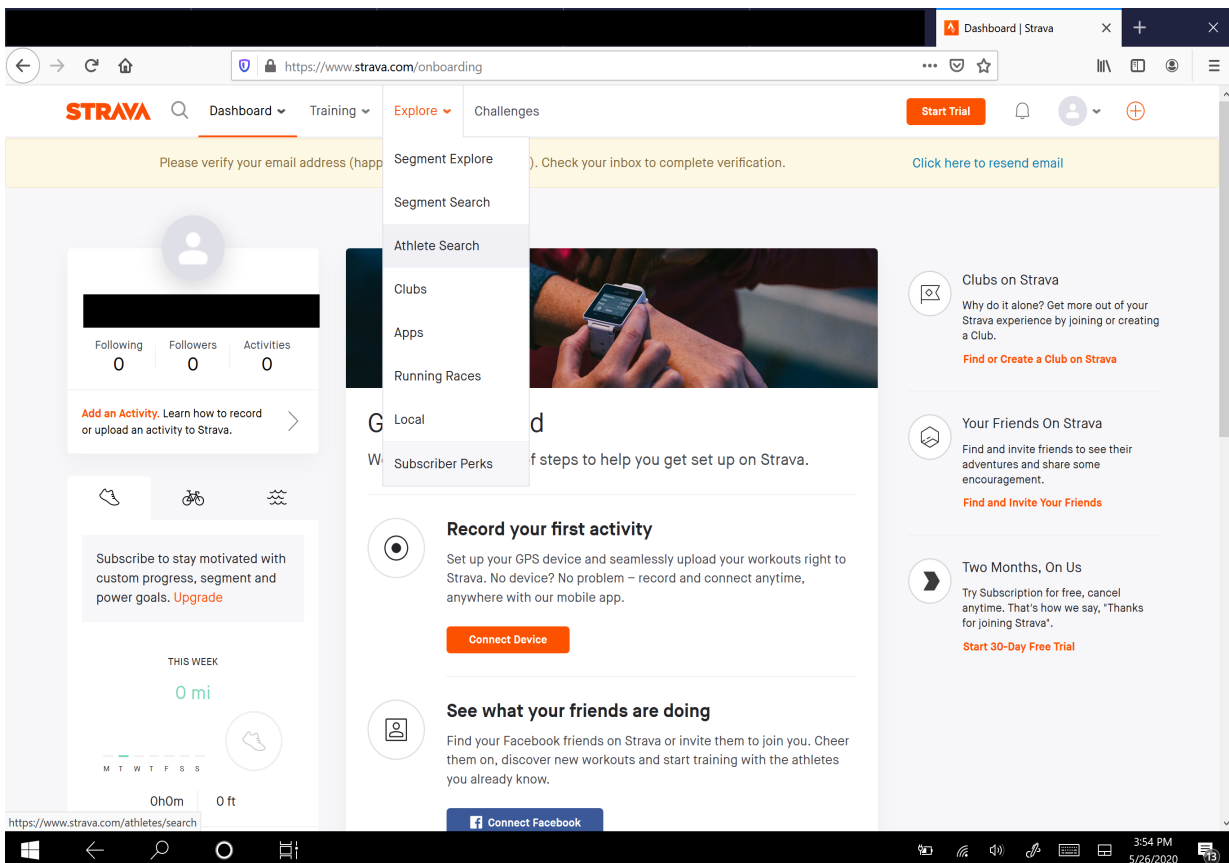 Dashboard | Strava
https://www.strava.com/onboarding
STRAVA
Dashboard
Training
Explore
Challenges
Start Trial
Please verify your email address (happ
). Check your inbox to complete verification.
Click here to resend email
Segment Explore
Segment Search
Athlete Search
Clubs
Apps
Running Races
Local
Subscriber Perks
Following
Followers
Activities
0
0
0
Add an Activity. Learn how to record
or upload an activity to Strava.
Subscribe to stay motivated with
custom progress, segment and
power goals. Upgrade
THIS WEEK
0 mi
M T W T F S S
0h0m
0 ft
G
d
W
f steps to help you get set up on Strava.
Record your first activity
Set up your GPS device and seamlessly upload your workouts right to
Strava. No device? No problem – record and connect anytime,
anywhere with our mobile app.
Connect Device
See what your friends are doing
Find your Facebook friends on Strava or invite them to join you. Cheer
them on, discover new workouts and start training with the athletes
you already know.
Connect Facebook
Clubs on Strava
Why do it alone? Get more out of your
Strava experience by joining or creating
a Club.
Find or Create a Club on Strava
Your Friends On Strava
Find and invite friends to see their
adventures and share some
encouragement.
Find and Invite Your Friends
Two Months, On Us
Try Subscription for free, cancel
anytime. That's how we say, "Thanks
for joining Strava".
Start 30-Day Free Trial
https://www.strava.com/athletes/search
3:54 PM
5/26/2020
13